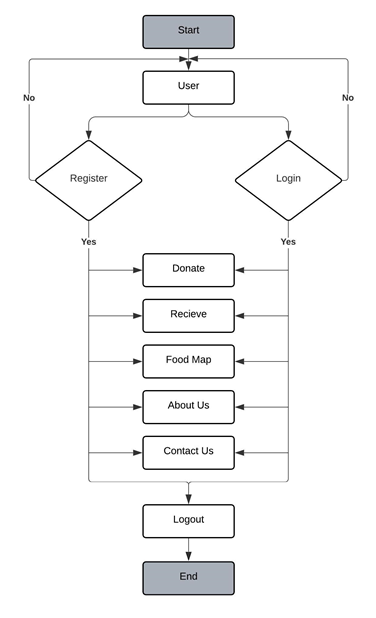 Start
No
No
User
Register
Login
Yes
Yes
Donate
Recieve
Food Map
About Us
Contact Us
Logout
End